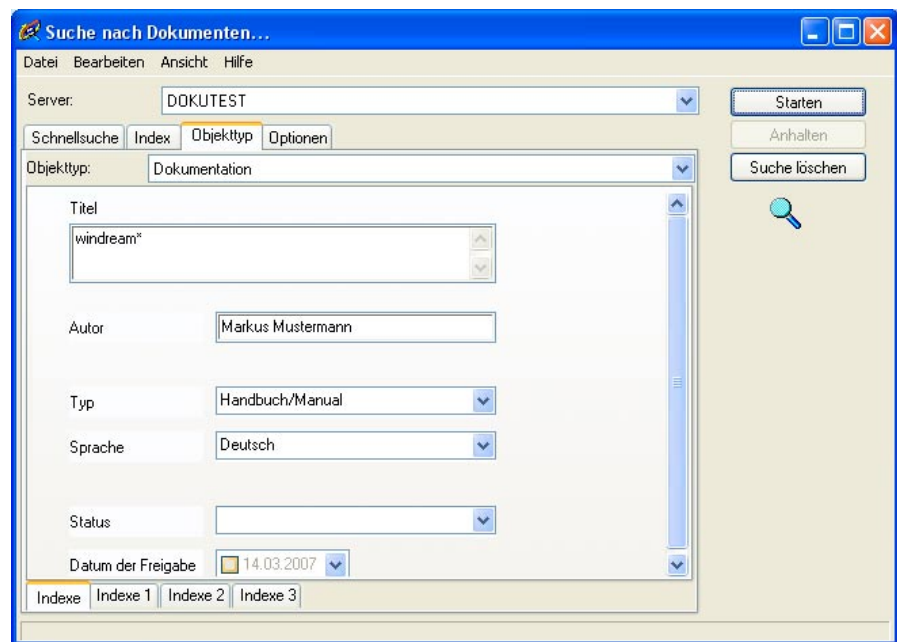 Suche nach Dokumenten...
Datei Bearbeiten Ansicht Hilfe
Server: DOKUTEST
Starten
Schnellsuche Index Objekttyp Optionen
Anhalten
Objekttyp: Dokumentation
Suche löschen
Titel
windream*
Autor Markus Mustermann
Typ Handbuch/Manual
Sprache Deutsch
Status
Datum der Freigabe 14.03.2007
Indexe Indexe 1 Indexe 2 Indexe 3